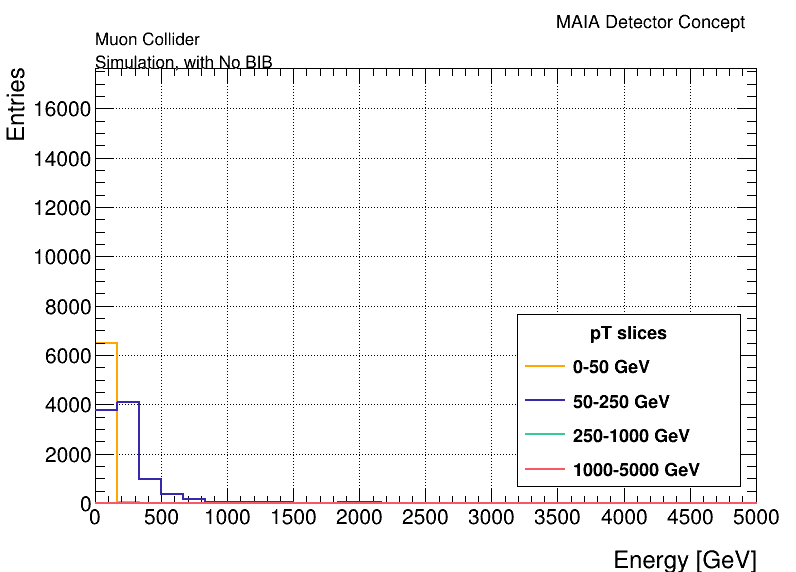 MAIA Detector Concept
Muon Collider
Simulation, with No BIB
Entries
16000
14000
12000
10000
8000
6000
4000
2000
0
pT slices
0-50 GeV
50-250 GeV
250-1000 GeV
1000-5000 GeV
0 500 1000 1500 2000 2500 3000 3500 4000 4500 5000
Energy [GeV]